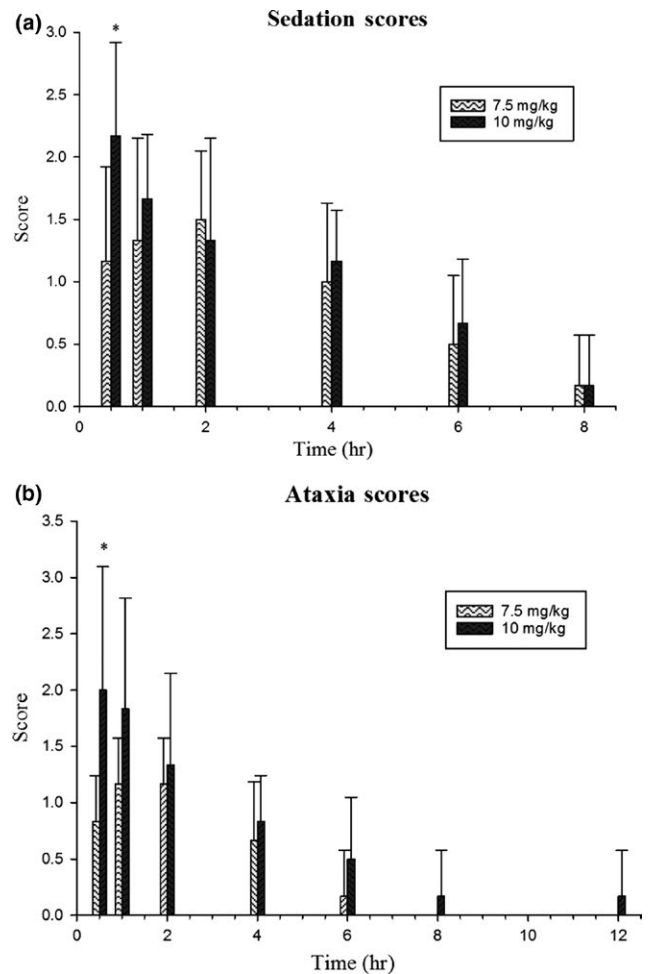 (a) Sedation scores
*
3.0
2.5
2.0
1.5
1.0
0.5
0.0
Score
7.5 mg/kg
10 mg/kg
0 2 4 6 8
Time (hr)
(b) Ataxia scores
*
3.5
3.0
2.5
2.0
1.5
1.0
0.5
0.0
Score
7.5 mg/kg
10 mg/kg
0 2 4 6 8 10 12
Time (hr)